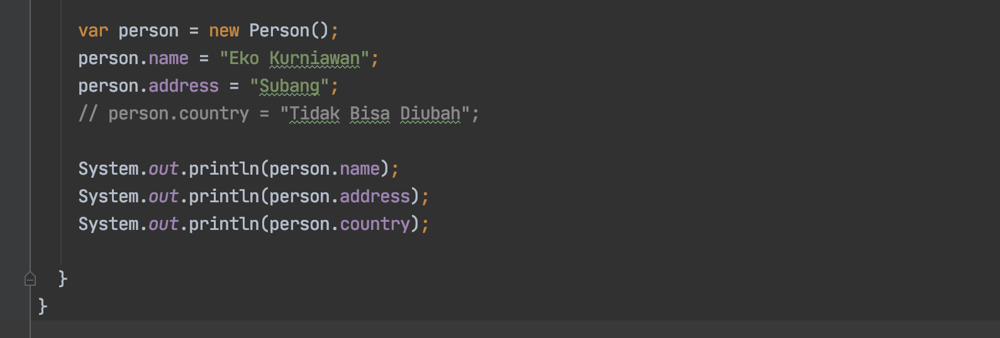 var person = new Person();
person.name = "Eko Kurniawan";
person.address = "Subang";
// person.country = "Tidak Bisa Diubah";
System.out.println(person.name);
System.out.println(person.address);
System.out.println(person.country);
}
}